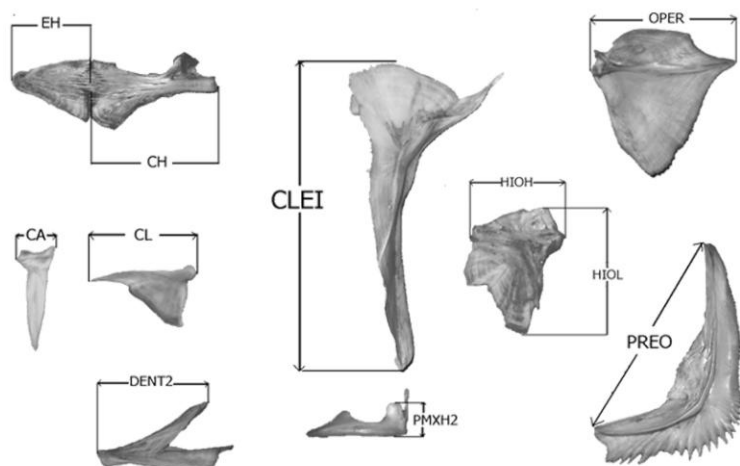 EH
OPER
CH
HIOH
CLEI
CA
CL
HIOL
PREO
DENT2
PMXH2